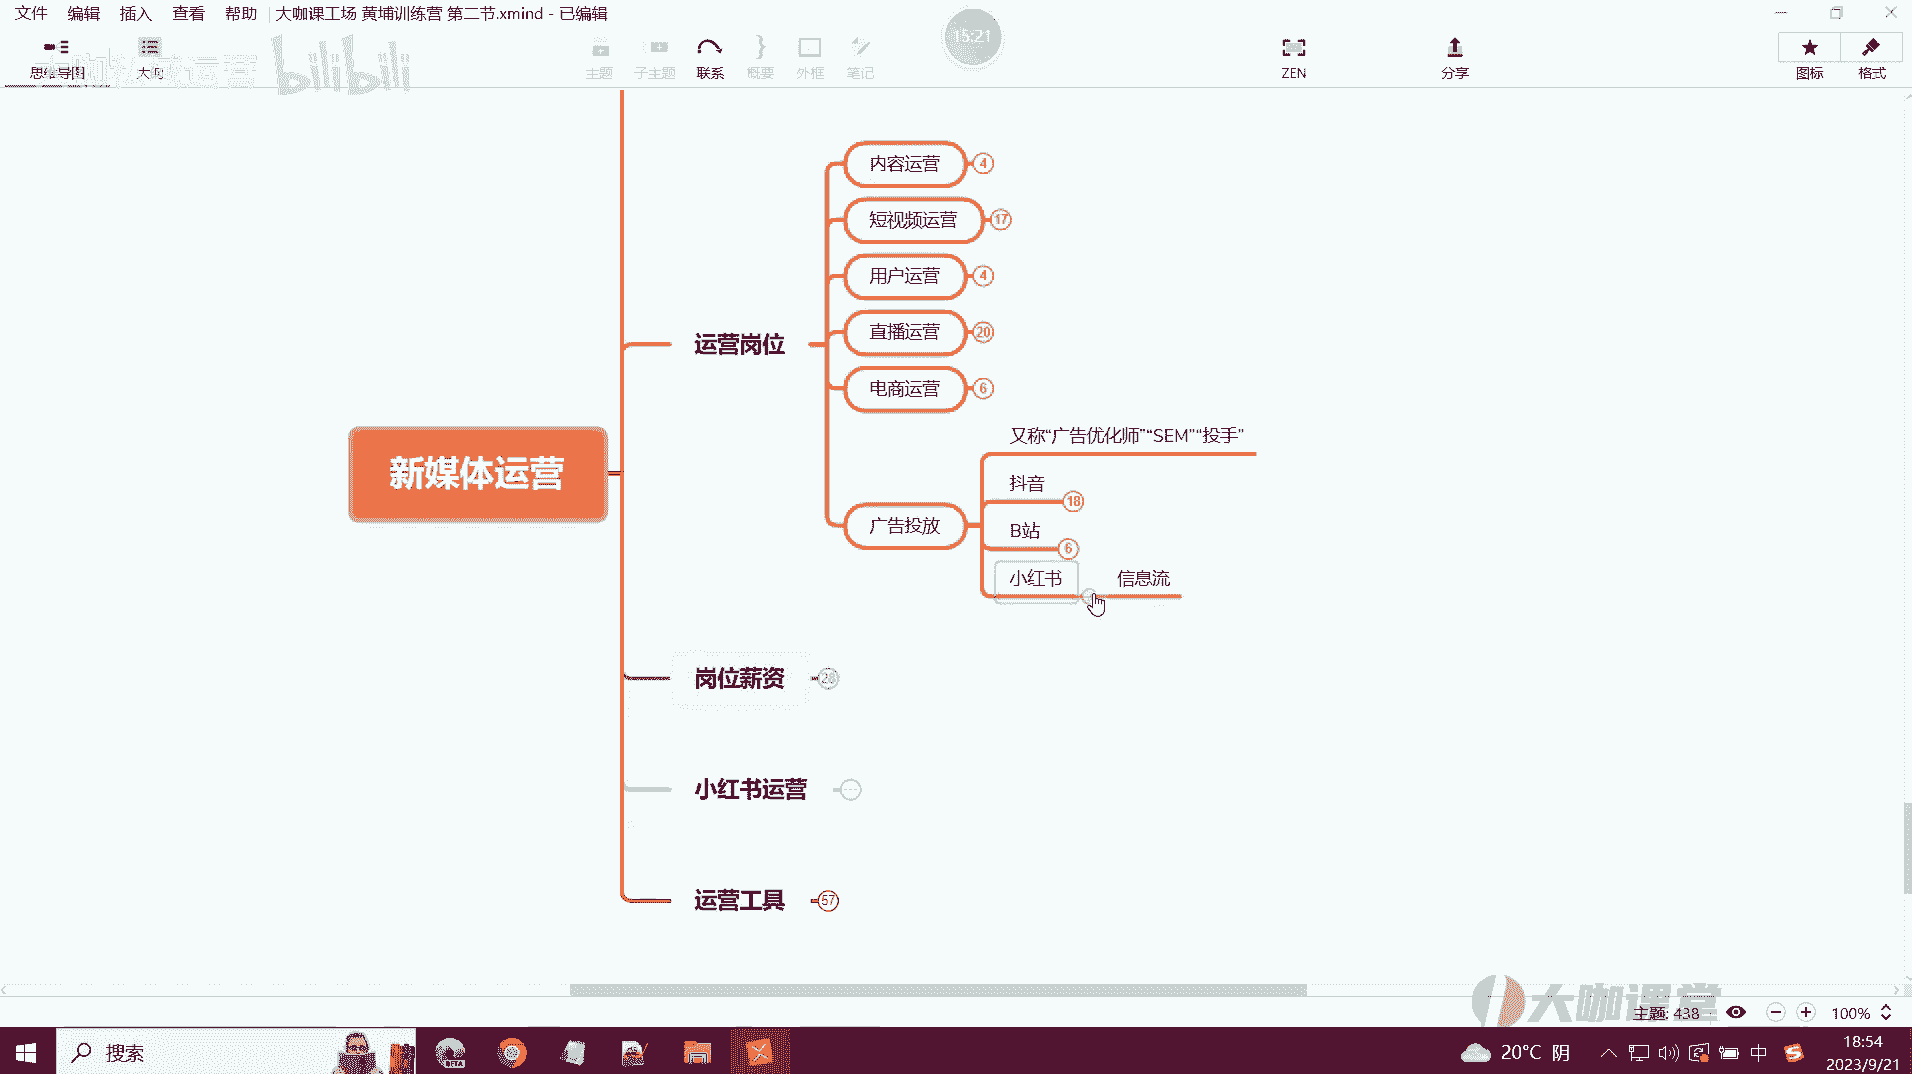 文件 编辑 插入 查看 帮助 大咖课工场 黄埔训练营 第二节.xmind - 已编辑
思维导图 大纲 主题 子主题 联系 概要 外框 笔记 15:21 ZEN 分享 图标 格式
bilibili
内容运营 4
短视频运营 17
用户运营 4
直播运营 20
运营岗位
电商运营 6
又称“广告优化师”“SEM”“投手”
新媒体运营
抖音 18
广告投放
B站 6
小红书 信息流
岗位薪资 28
小红书运营
运营工具 57
大咖课堂
主题: 438 100%
搜索
20°C 阴 中
18:54
2023/9/21